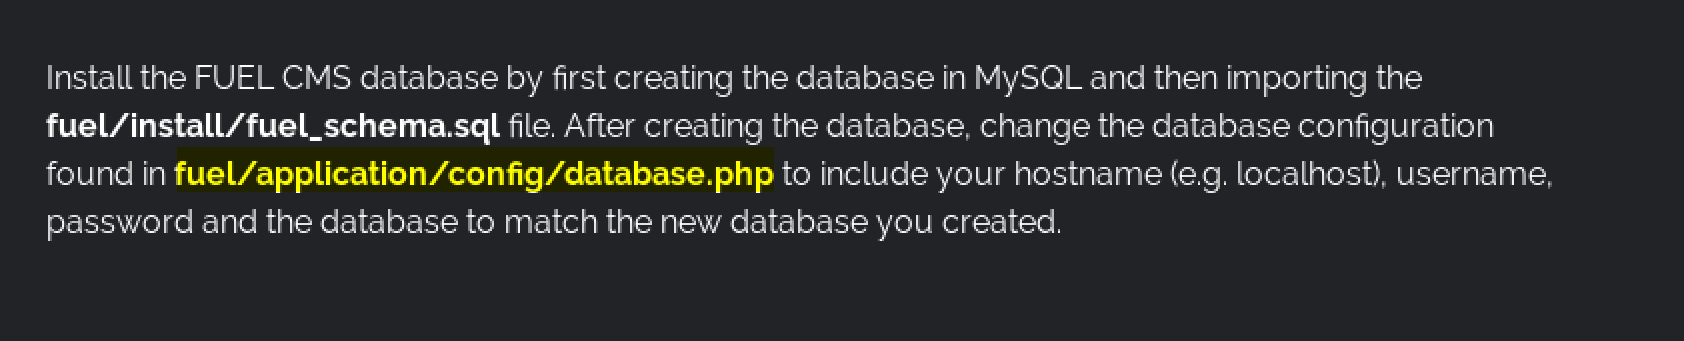 Install the FUEL CMS database by first creating the database in MySQL and then importing the
fuel/install/fuel_schema.sql file. After creating the database, change the database configuration
found in fuel/application/config/database.php to include your hostname (e.g. localhost), username,
password and the database to match the new database you created.